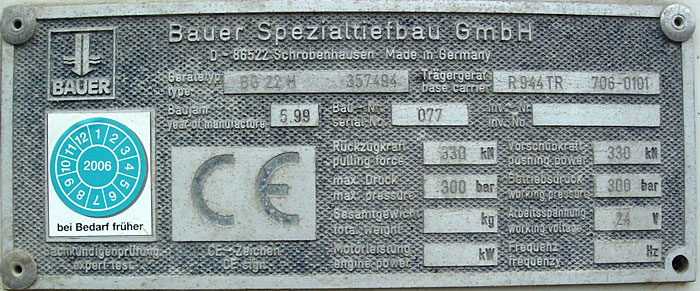 Bauer Spezialtiefbau GmbH
D - 86522 Schrobenhausen Made in Germany
BAUER
Gerätetyp BG 22 H 357494 Trägergerät R 944 TR 706-0101
type base carrier
Baujahr 5.99 Bau-Nr. 077 Inv.-Nr.
year of manufacture Serial No. Inv. No.
12 1 2 3 4 5 6 7 8 9 10 11
2006
bei Bedarf früher
Sachkundigenprüfung
expert test
CE
CE-Zeichen
CE sign
Rückzugkraft 330 kN Vorschubkraft 330 kN
pulling force pushing power
max. Druck 300 bar Betriebsdruck 300 bar
max. pressure working pressure
Gesamtgewicht kg Arbeitsspannung 24 V
total weight working voltage
Motorleistung kW Frequenz Hz
engine power frequenzy